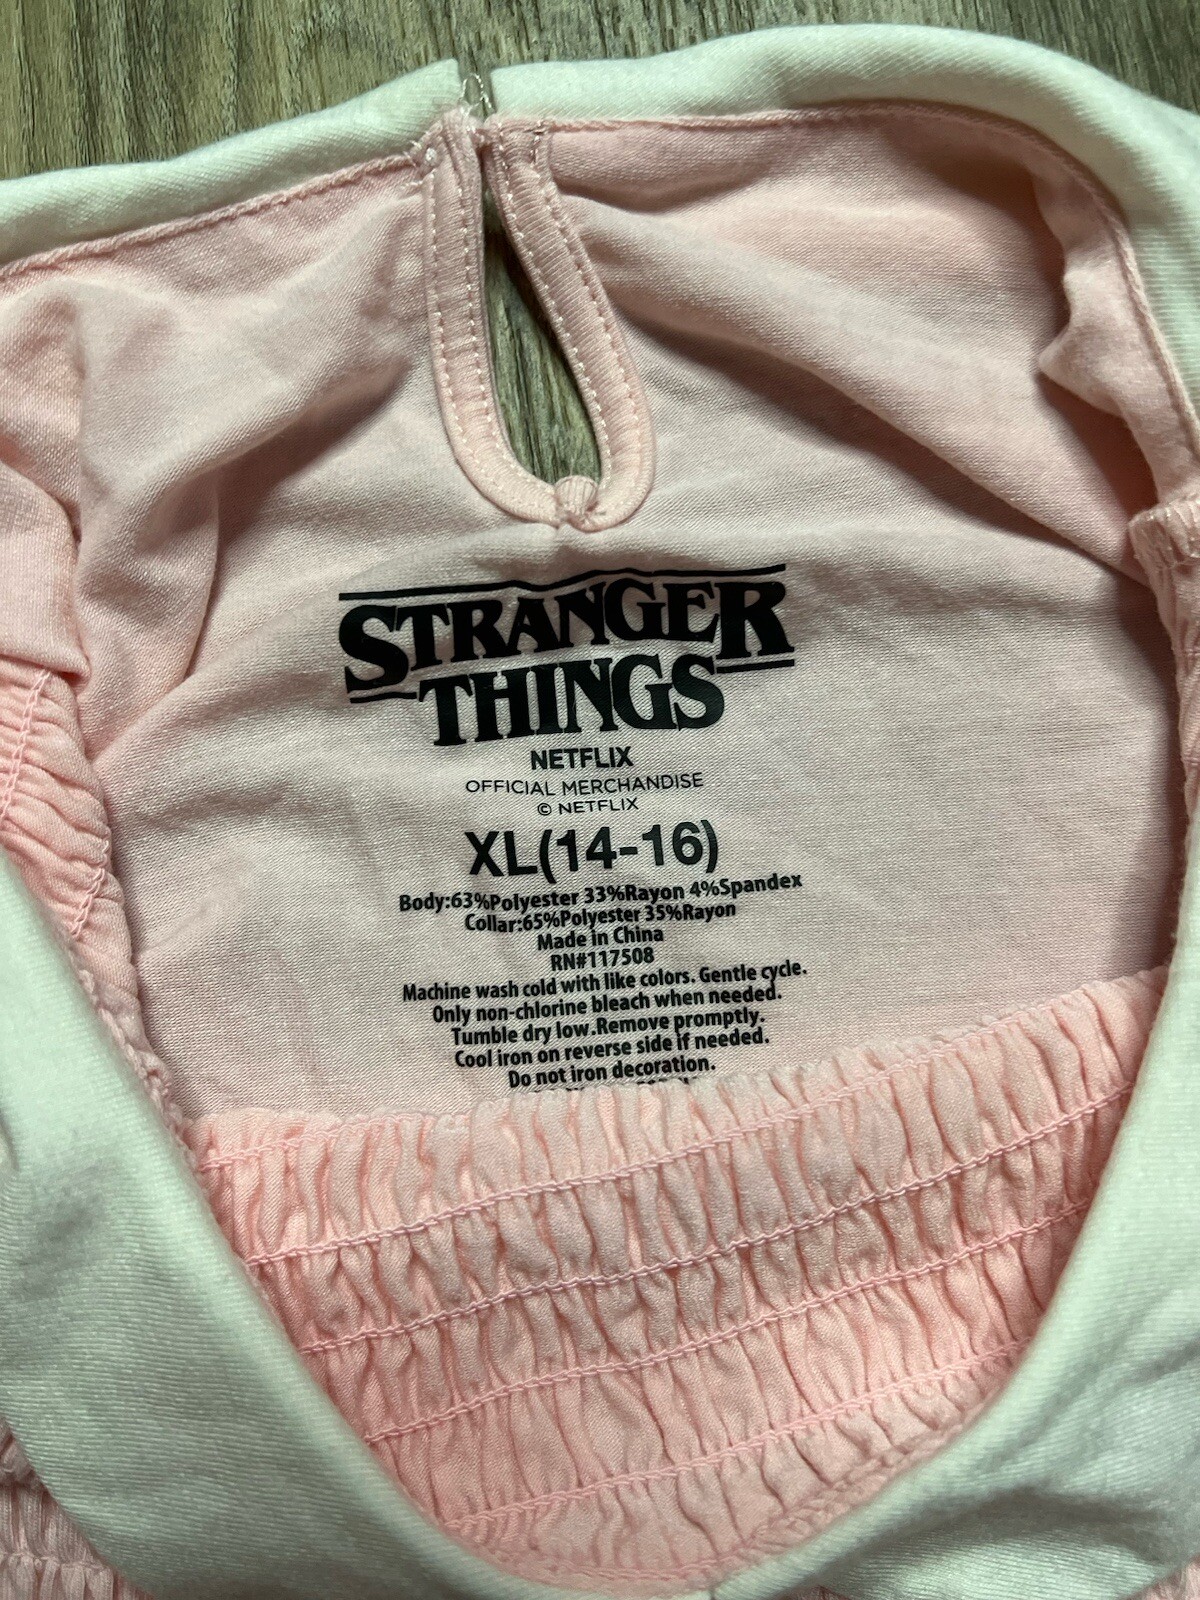 STRANGER
THINGS
NETFLIX
OFFICIAL MERCHANDISE
© NETFLIX
XL(14-16)
Body:63%Polyester 33%Rayon 4%Spandex
Collar:65%Polyester 35%Rayon
Made in China
RN#117508
Machine wash cold with like colors. Gentle cycle.
Only non-chlorine bleach when needed.
Tumble dry low.Remove promptly.
Cool iron on reverse side if needed.
Do not iron decoration.